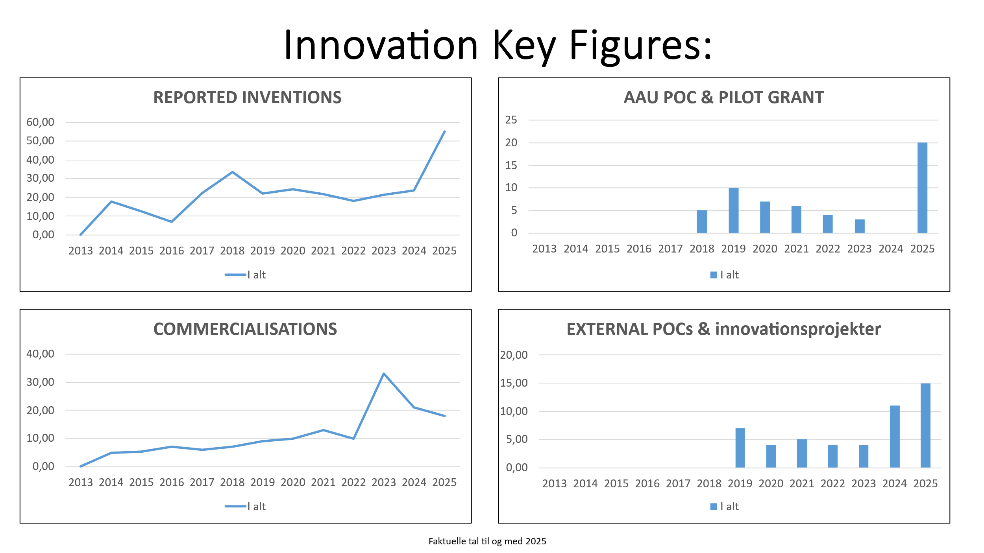 Innovation Key Figures:
REPORTED INVENTIONS
60,00
50,00
40,00
30,00
20,00
10,00
0,00
2013 2014 2015 2016 2017 2018 2019 2020 2021 2022 2023 2024 2025
I alt
AAU POC & PILOT GRANT
25
20
15
10
5
0
2013 2014 2015 2016 2017 2018 2019 2020 2021 2022 2023 2024 2025
I alt
COMMERCIALISATIONS
40,00
30,00
20,00
10,00
0,00
2013 2014 2015 2016 2017 2018 2019 2020 2021 2022 2023 2024 2025
I alt
EXTERNAL POCs & innovationsprojekter
20,00
15,00
10,00
5,00
0,00
2013 2014 2015 2016 2017 2018 2019 2020 2021 2022 2023 2024 2025
I alt
Faktuelle tal til og med 2025